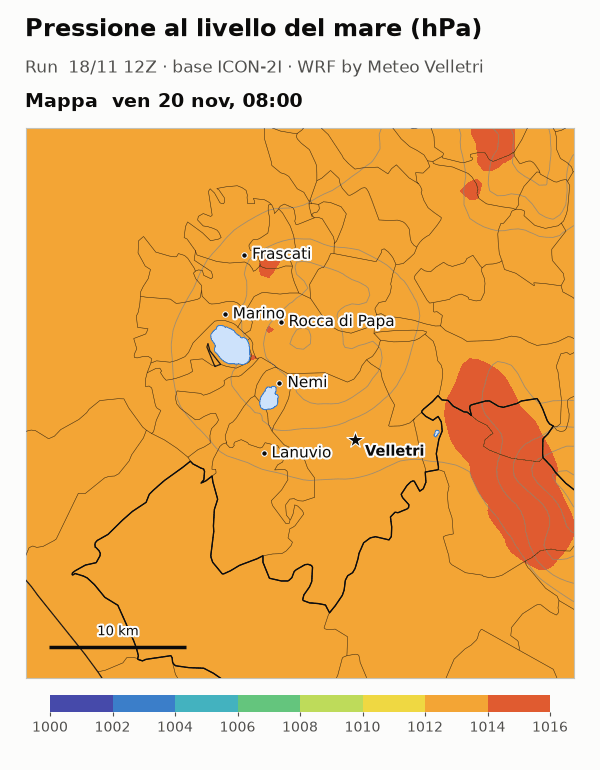 Pressione al livello del mare (hPa)
Run  18/11 12Z · base ICON-2I · WRF by Meteo Velletri
Mappa  ven 20 nov, 08:00
Frascati
Marino
Rocca di Papa
Nemi
Velletri
Lanuvio
10 km
1000 1002 1004 1006 1008 1010 1012 1014 1016